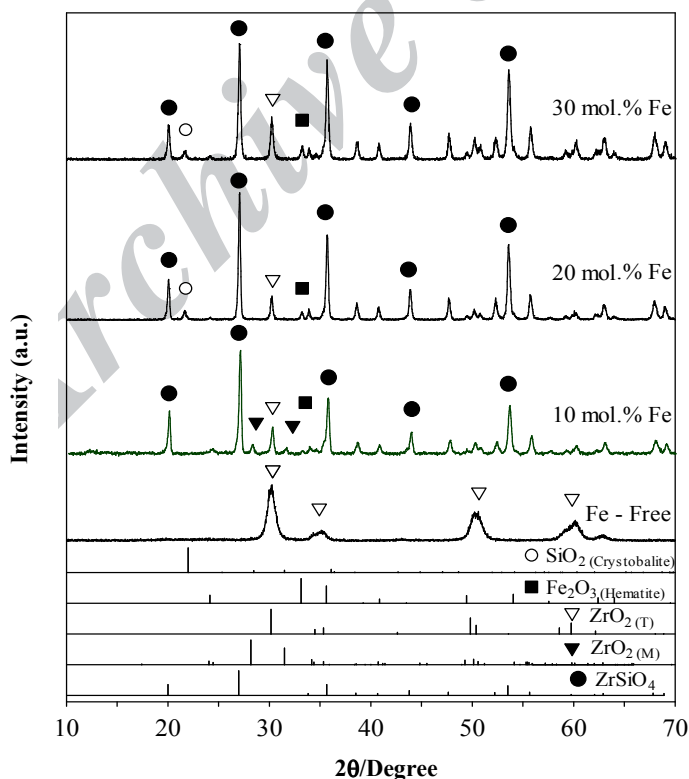 Archive
30 mol.% Fe
20 mol.% Fe
10 mol.% Fe
Fe - Free
SiO₂ (Crystobalite)
Fe₂O₃ (Hematite)
ZrO₂ (T)
ZrO₂ (M)
ZrSiO₄
Intensity (a.u.)
10 20 30 40 50 60 70
2θ/Degree